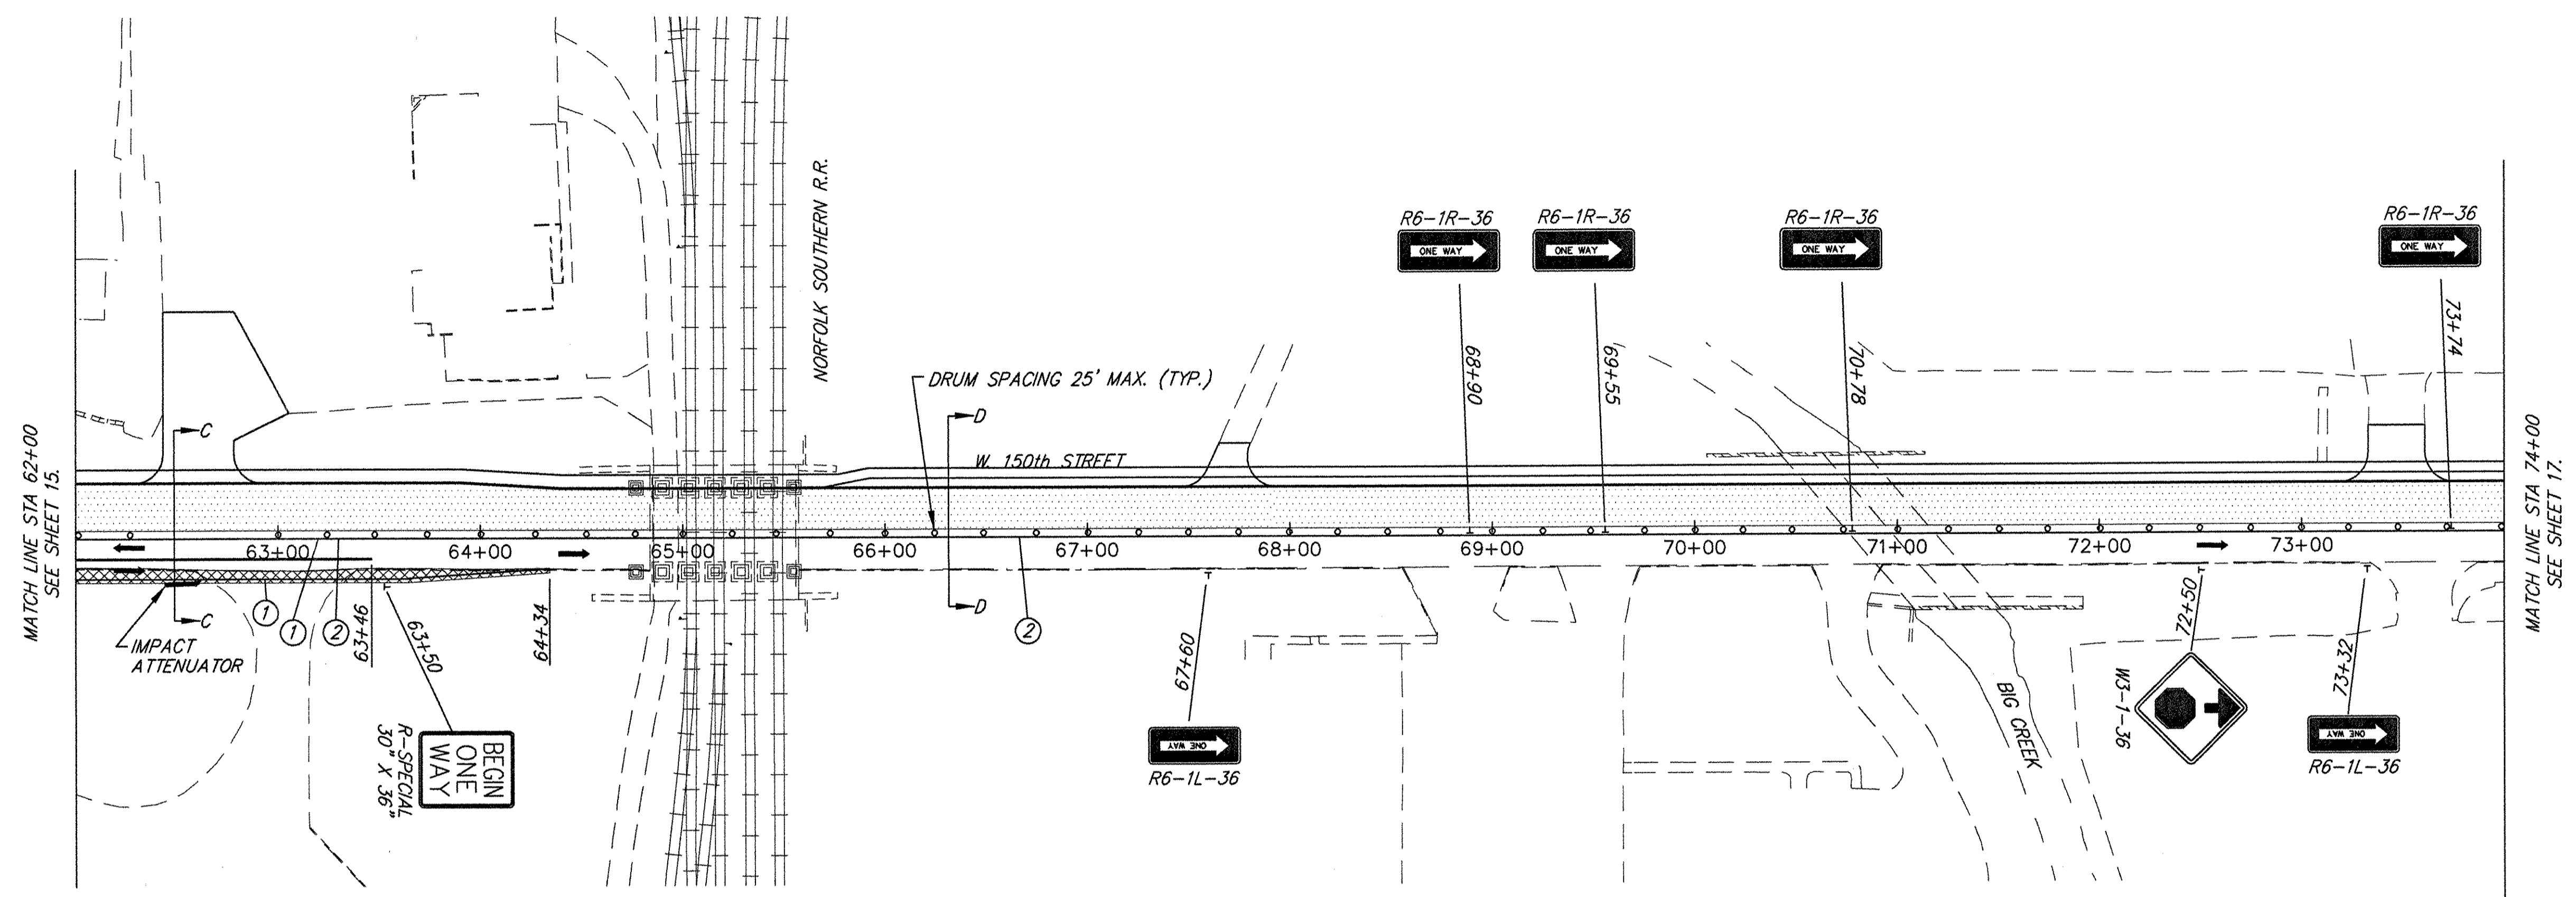 MATCH LINE STA 62+00
SEE SHEET 15.
NORFOLK SOUTHERN R.R.
R6-1R-36
ONE WAY
R6-1R-36
ONE WAY
R6-1R-36
ONE WAY
R6-1R-36
ONE WAY
68+90
69+55
70+78
73+74
DRUM SPACING 25' MAX. (TYP.)
C
D
W. 150th STREET
63+00
64+00
65+00
66+00
67+00
68+00
69+00
70+00
71+00
72+00
73+00
C
D
1
1
2
2
IMPACT
ATTENUATOR
63+46
63+50
64+34
67+60
72+50
73+32
BEGIN
ONE
WAY
R-SPECIAL
30" X 36"
ONE WAY
R6-1L-36
BIG CREEK
W3-1-36
ONE WAY
R6-1L-36
MATCH LINE STA 74+00
SEE SHEET 17.